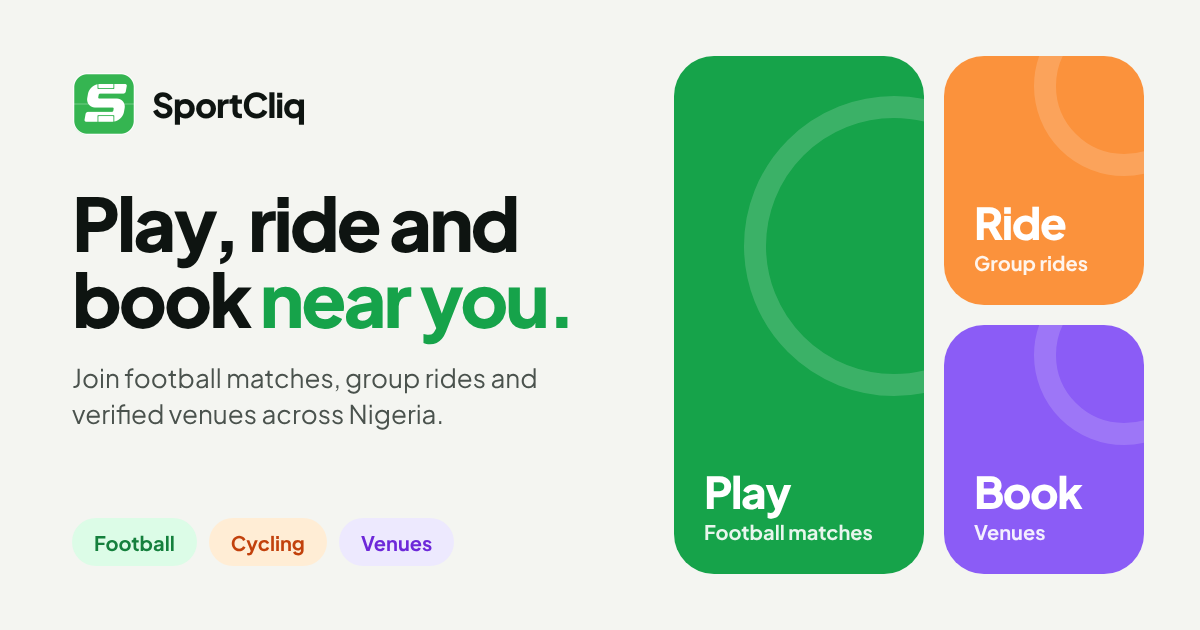 SportCliq
Play, ride and
book near you.
Join football matches, group rides and
verified venues across Nigeria.
Football
Cycling
Venues
Play
Football matches
Ride
Group rides
Book
Venues